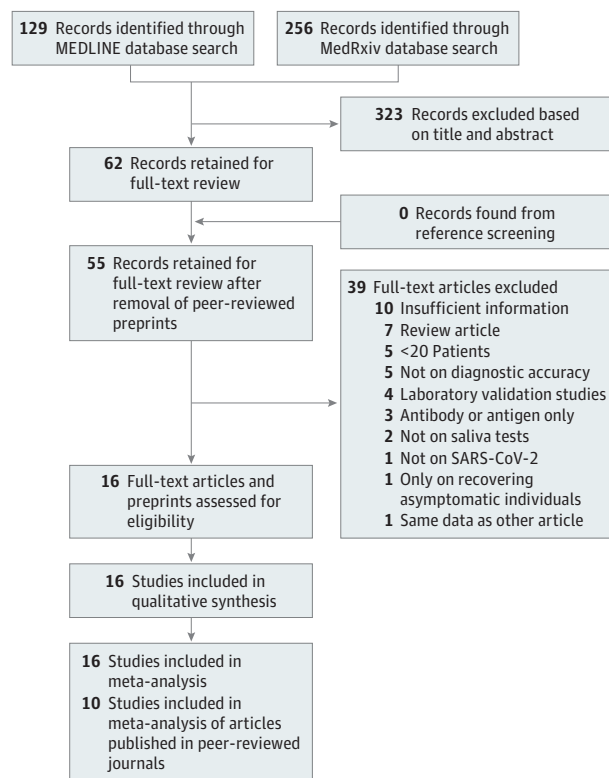 129 Records identified through
MEDLINE database search
256 Records identified through
MedRxiv database search
323 Records excluded based
on title and abstract
62 Records retained for
full-text review
0 Records found from
reference screening
55 Records retained for
full-text review after
removal of peer-reviewed
preprints
39 Full-text articles excluded
10 Insufficient information
7 Review article
5 <20 Patients
5 Not on diagnostic accuracy
4 Laboratory validation studies
3 Antibody or antigen only
2 Not on saliva tests
1 Not on SARS-CoV-2
1 Only on recovering
asymptomatic individuals
1 Same data as other article
16 Full-text articles and
preprints assessed for
eligibility
16 Studies included in
qualitative synthesis
16 Studies included in
meta-analysis
10 Studies included in
meta-analysis of articles
published in peer-reviewed
journals